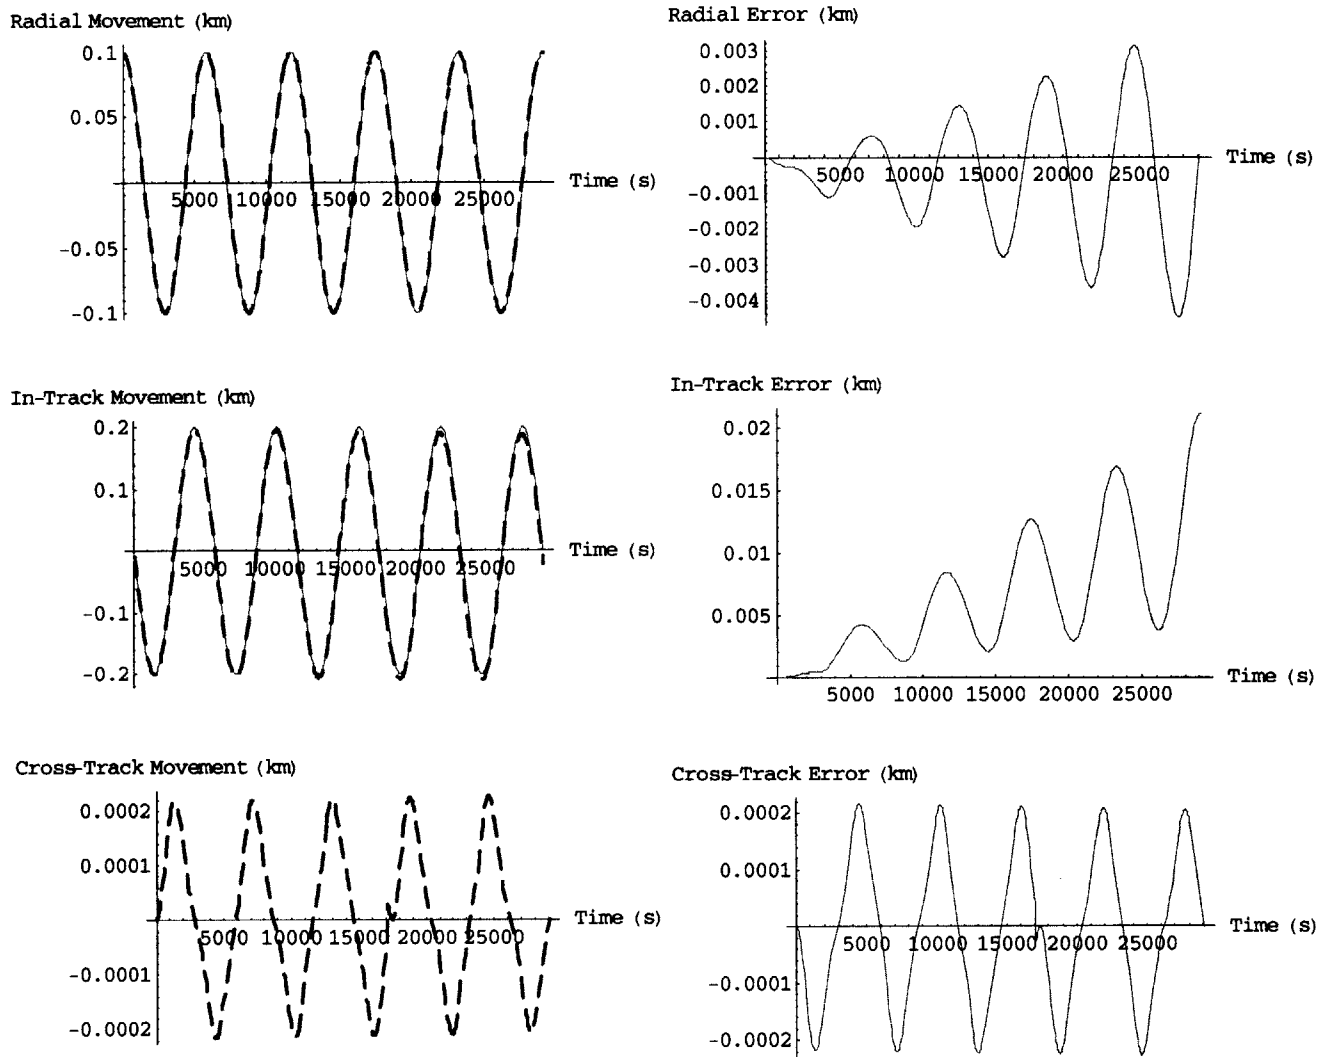 Radial Movement (km)
0.1
0.05
-0.05
-0.1
5000 10000 15000 20000 25000
Time (s)
Radial Error (km)
0.003
0.002
0.001
-0.001
-0.002
-0.003
-0.004
5000 10000 15000 20000 25000
Time (s)
In-Track Movement (km)
0.2
0.1
-0.1
-0.2
5000 10000 15000 20000 25000
Time (s)
In-Track Error (km)
0.02
0.015
0.01
0.005
5000 10000 15000 20000 25000
Time (s)
Cross-Track Movement (km)
0.0002
0.0001
-0.0001
-0.0002
5000 10000 15000 20000 25000
Time (s)
Cross-Track Error (km)
0.0002
0.0001
-0.0001
-0.0002
5000 10000 15000 20000 25000
Time (s)